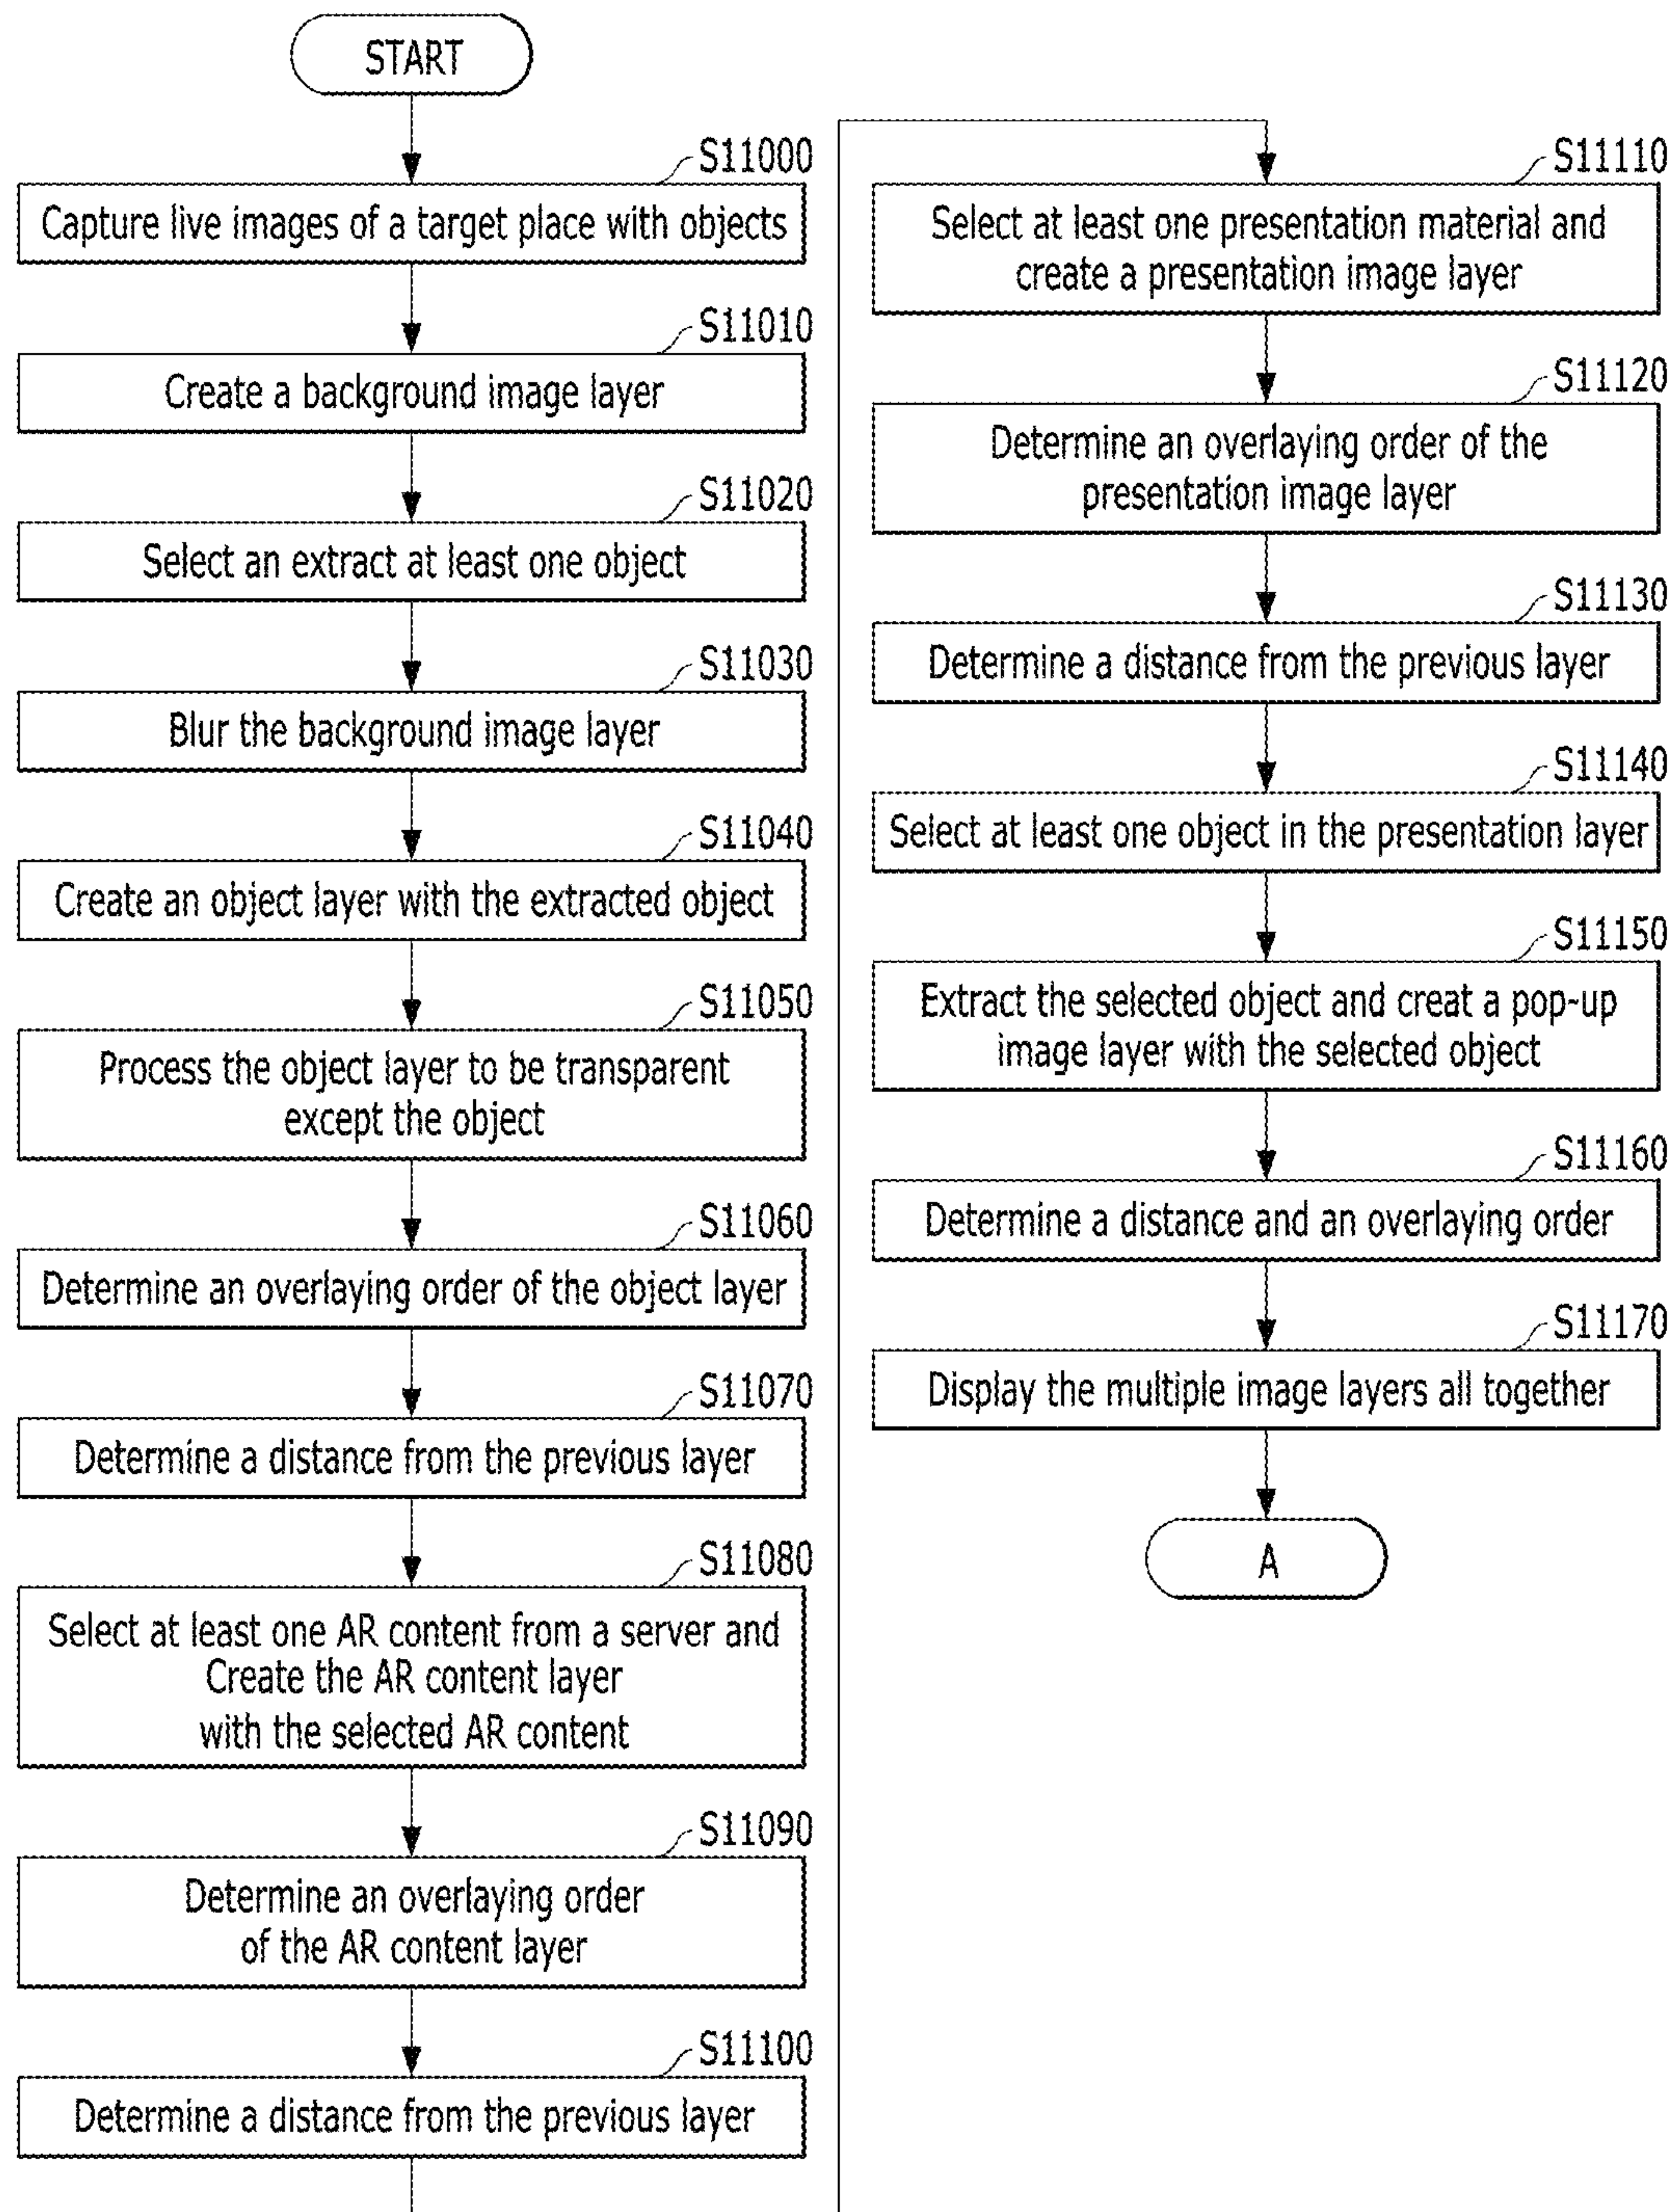 START
S11000
Capture live images of a target place with objects
S11010
Create a background image layer
S11020
Select an extract at least one object
S11030
Blur the background image layer
S11040
Create an object layer with the extracted object
S11050
Process the object layer to be transparent
except the object
S11060
Determine an overlaying order of the object layer
S11070
Determine a distance from the previous layer
S11080
Select at least one AR content from a server and
Create the AR content layer
with the selected AR content
S11090
Determine an overlaying order
of the AR content layer
S11100
Determine a distance from the previous layer
S11110
Select at least one presentation material and
create a presentation image layer
S11120
Determine an overlaying order of the
presentation image layer
S11130
Determine a distance from the previous layer
S11140
Select at least one object in the presentation layer
S11150
Extract the selected object and creat a pop-up
image layer with the selected object
S11160
Determine a distance and an overlaying order
S11170
Display the multiple image layers all together
A